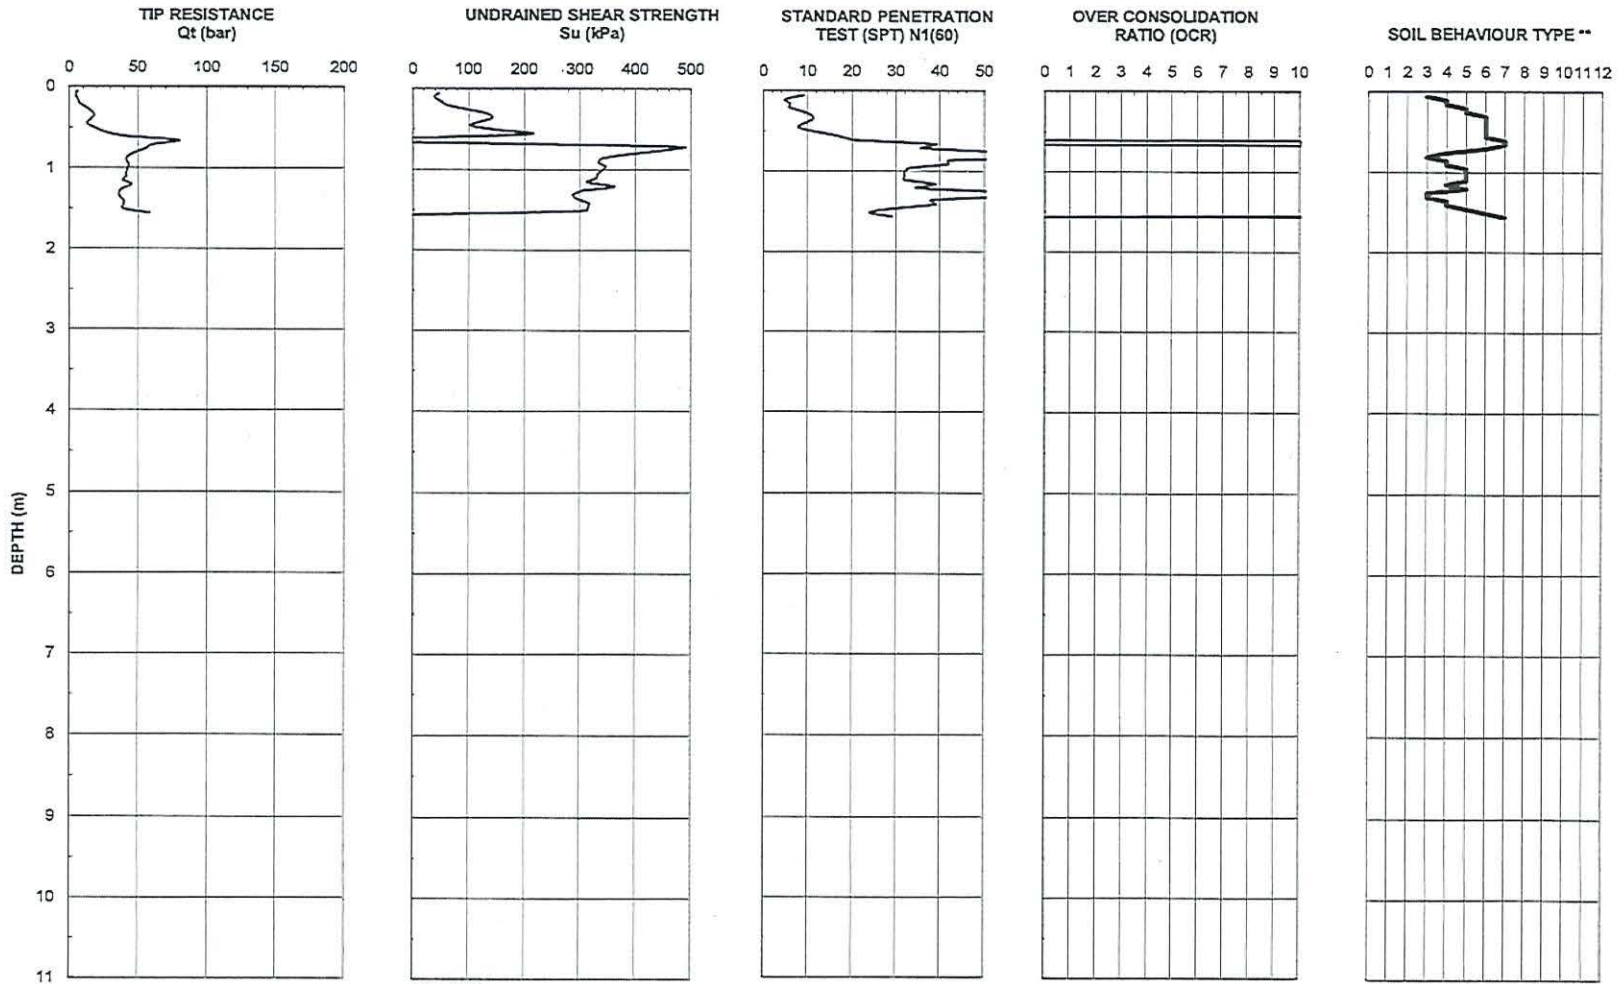 TIP RESISTANCE
Qt (bar)
UNDRAINED SHEAR STRENGTH
Su (kPa)
STANDARD PENETRATION
TEST (SPT) N1(60)
OVER CONSOLIDATION
RATIO (OCR)
SOIL BEHAVIOUR TYPE **
0 50 100 150 200
0 100 200 300 400 500
0 10 20 30 40 50
0 1 2 3 4 5 6 7 8 9 10
0 1 2 3 4 5 6 7 8 9 10 11 12
0
1
2
3
4
5
6
7
8
9
10
11
DEPTH (m)